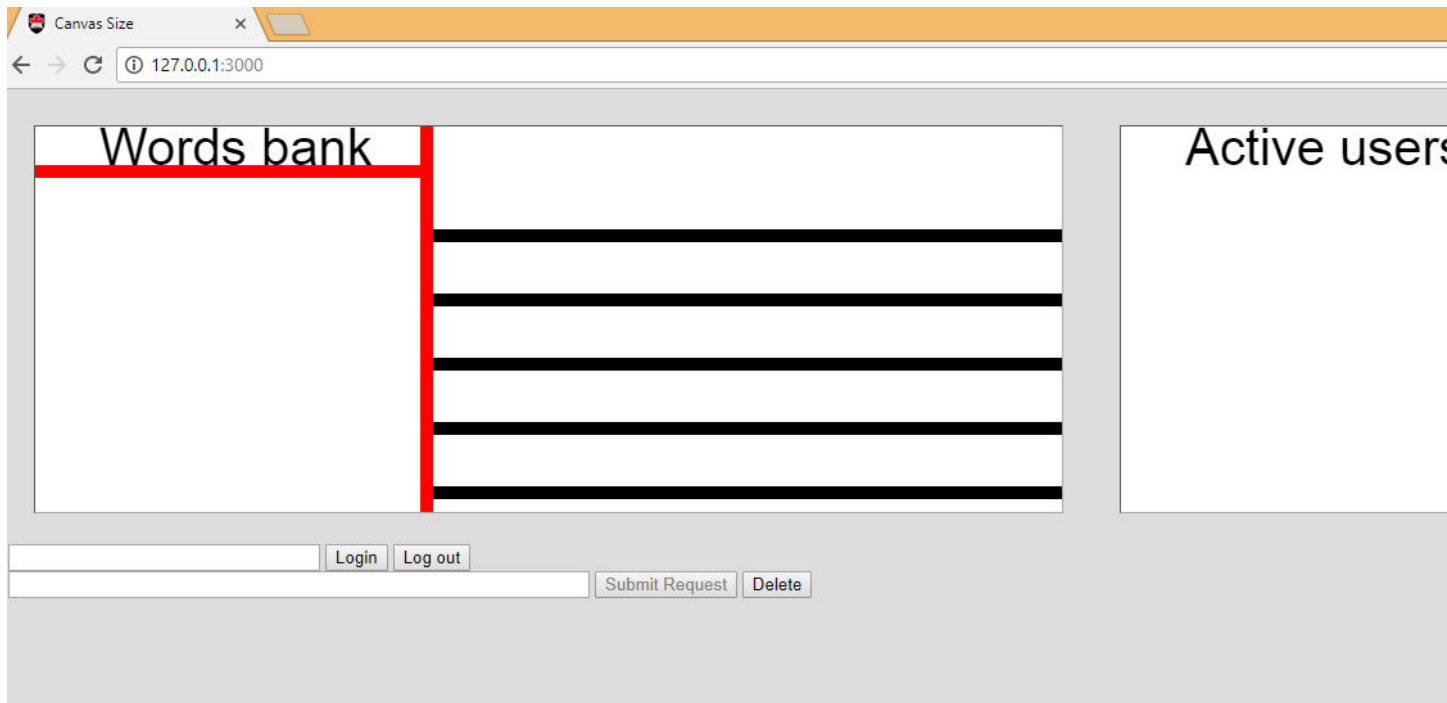 Canvas Size
127.0.0.1:3000
Words bank
Active users
Login Log out
Submit Request Delete